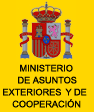 MINISTERIO
DE ASUNTOS
EXTERIORES Y DE
COOPERACIÓN